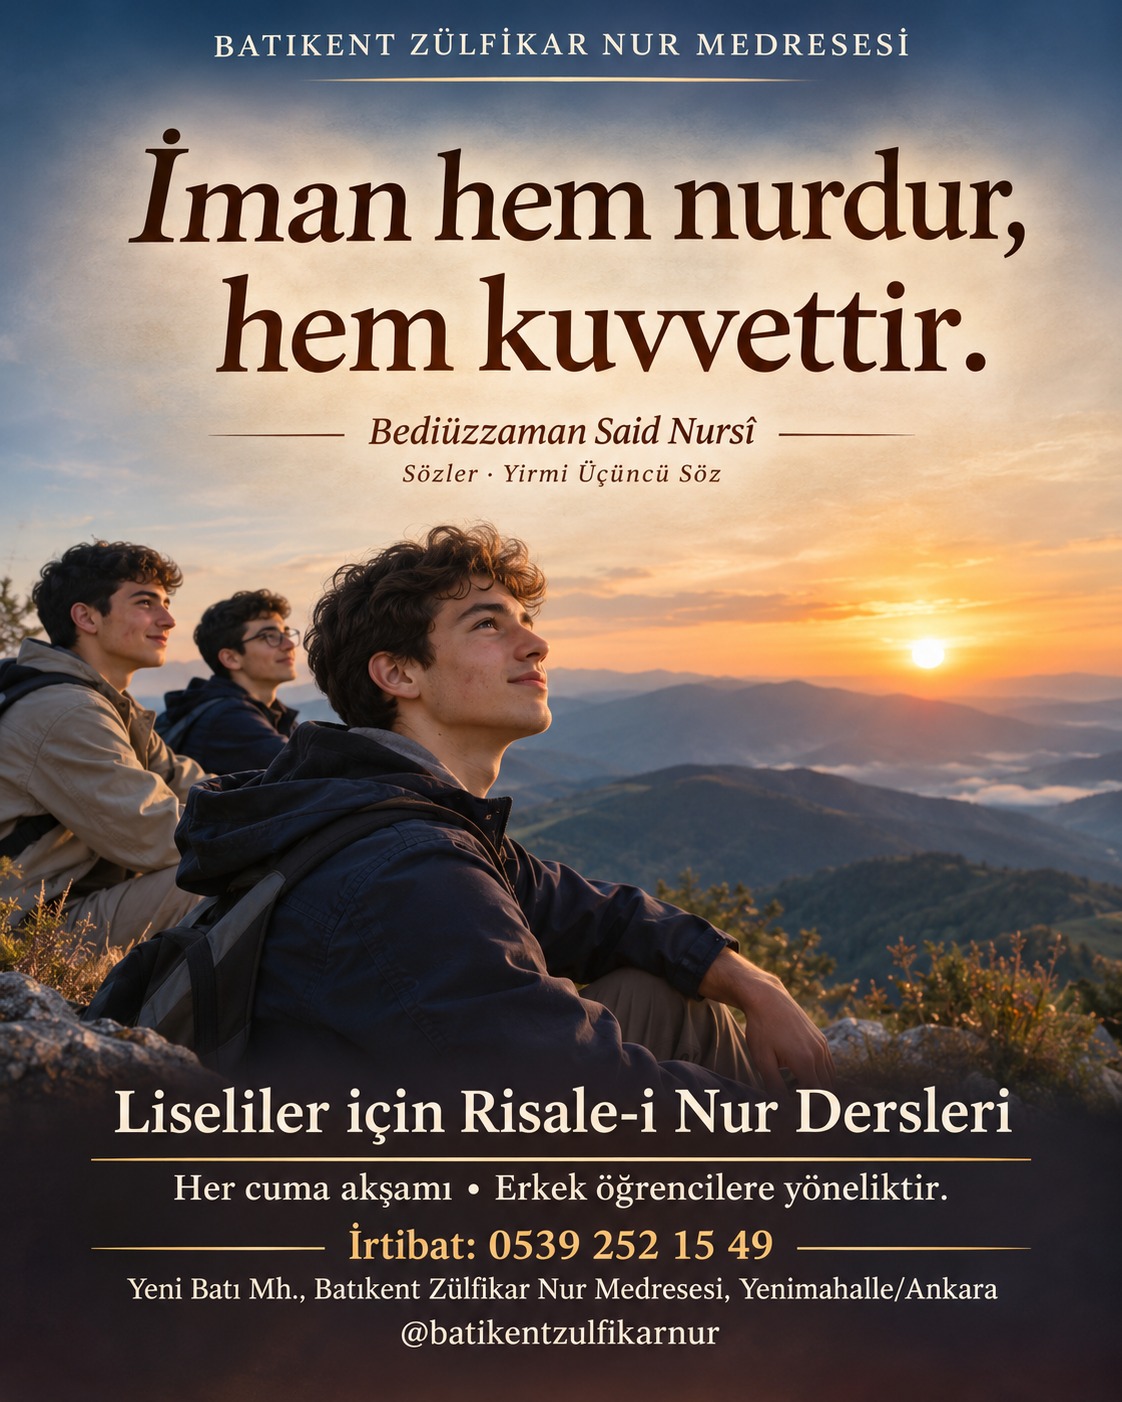 BATIKENT ZÜLFİKAR NUR MEDRESESİ
İman hem nurdur,
hem kuvvettir.
Bediüzzaman Said Nursî
Sözler · Yirmi Üçüncü Söz
Liseliler için Risale-i Nur Dersleri
Her cuma akşamı • Erkek öğrencilere yöneliktir.
İrtibat: 0539 252 15 49
Yeni Batı Mh., Batıkent Zülfikar Nur Medresesi, Yenimahalle/Ankara
@batikentzulfikarnur